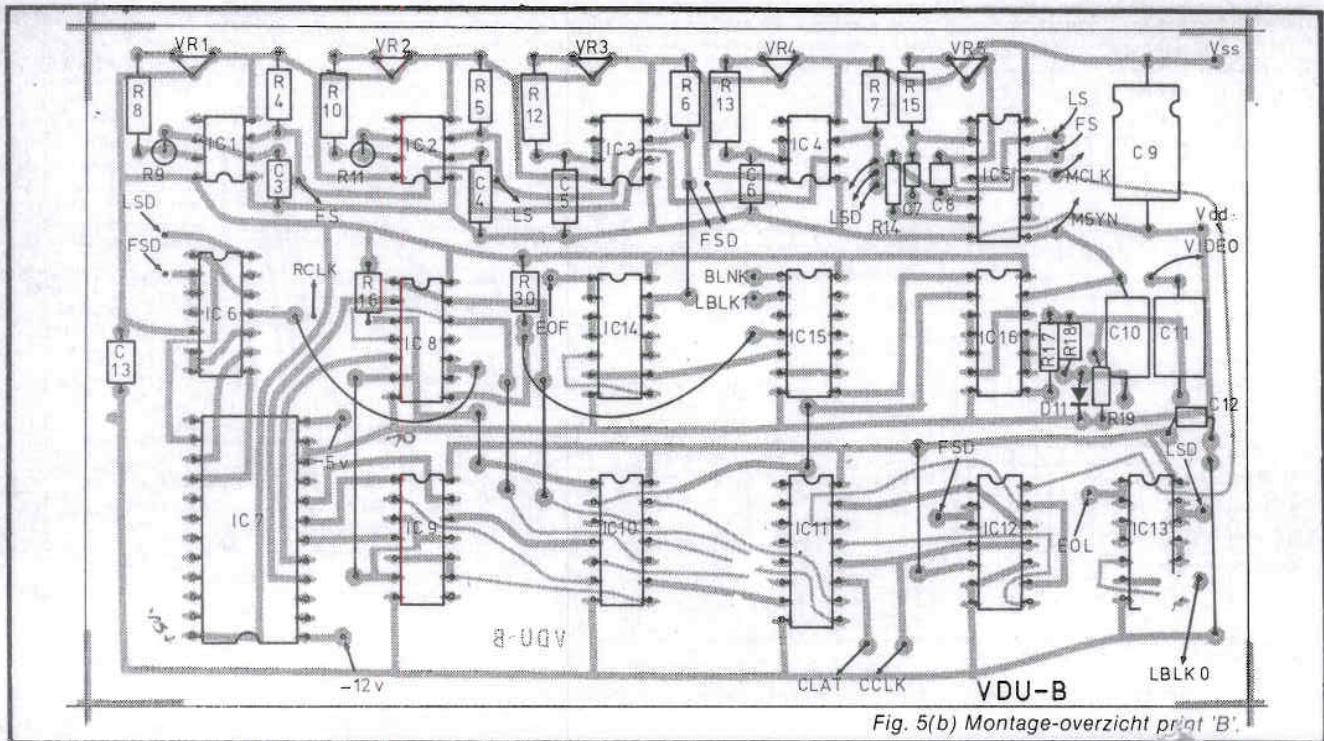 VR1 VR2 VR3 VR4 VR5 Vss
R8 R4 R10 R5 R12 R6 R13 R7 R15 LS
FS
IC1 IC2 IC3 IC4 IC5 C9
R9 C3 R11 C4 C5 C6 C7 C8 MCLK
LSD FS LS FSD LSD R14 MSYN Vdd
FSD VIDEO
RCLK R16 R30 BLNK
LBLK1
IC6 IC8 EOF IC14 IC15 IC16 R17 R18 C10 C11
C13
D11 R19 C12
-5v FSD LSD
IC7 IC9 IC10 IC11 IC12 EOL IC13
VDU-B
-12v CLAT CCLK LBLK0
VDU-B
Fig. 5(b) Montage-overzicht print 'B'.